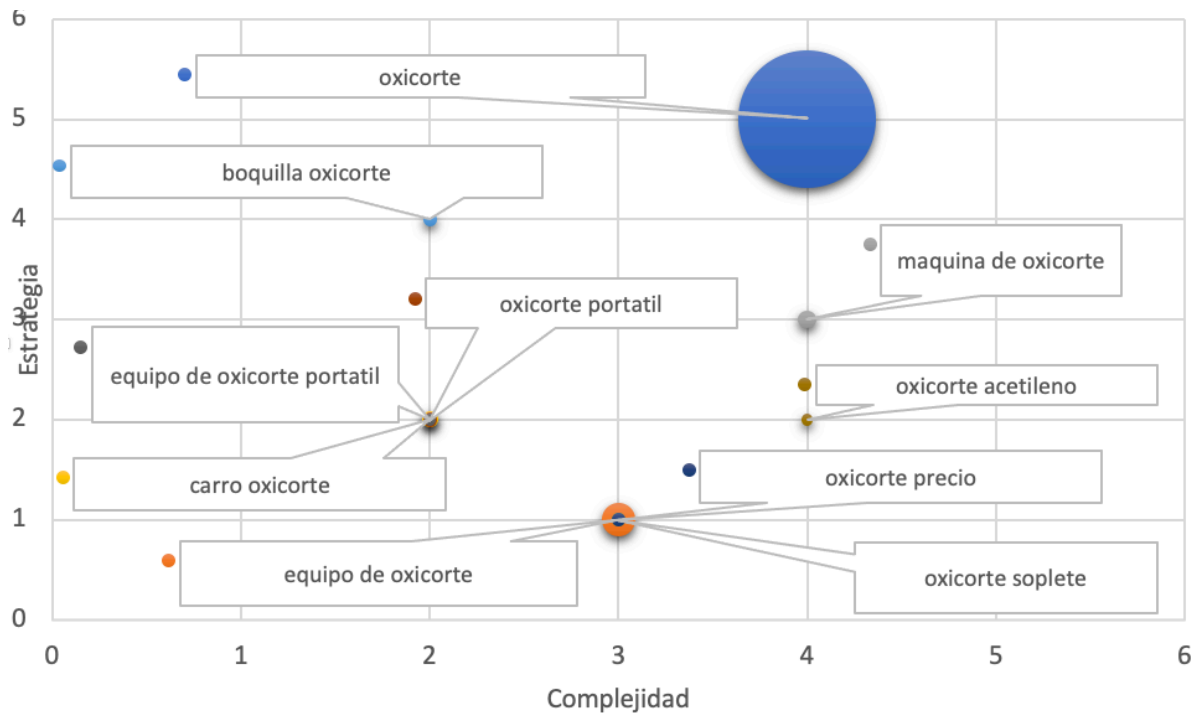 6
oxicorte
5
boquilla oxicorte
4
maquina de oxicorte
oxicorte portatil
3
Estrategia
equipo de oxicorte portatil
oxicorte acetileno
2
carro oxicorte
oxicorte precio
1
equipo de oxicorte
oxicorte soplete
0
0 1 2 3 4 5 6
Complejidad